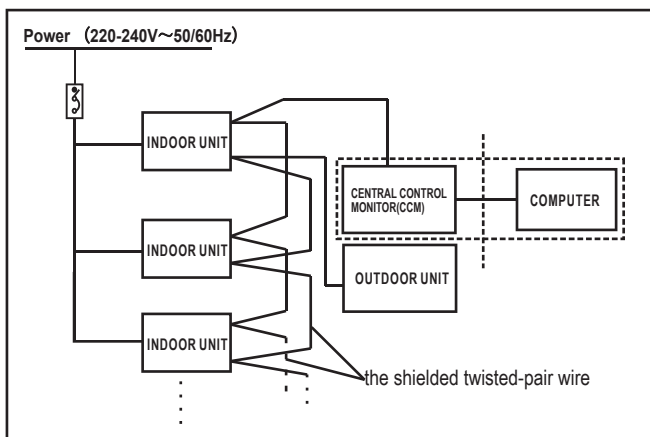 Power （220-240V～50/60Hz）
INDOOR UNIT
CENTRAL CONTROL
MONITOR(CCM)
COMPUTER
INDOOR UNIT
OUTDOOR UNIT
INDOOR UNIT
the shielded twisted-pair wire